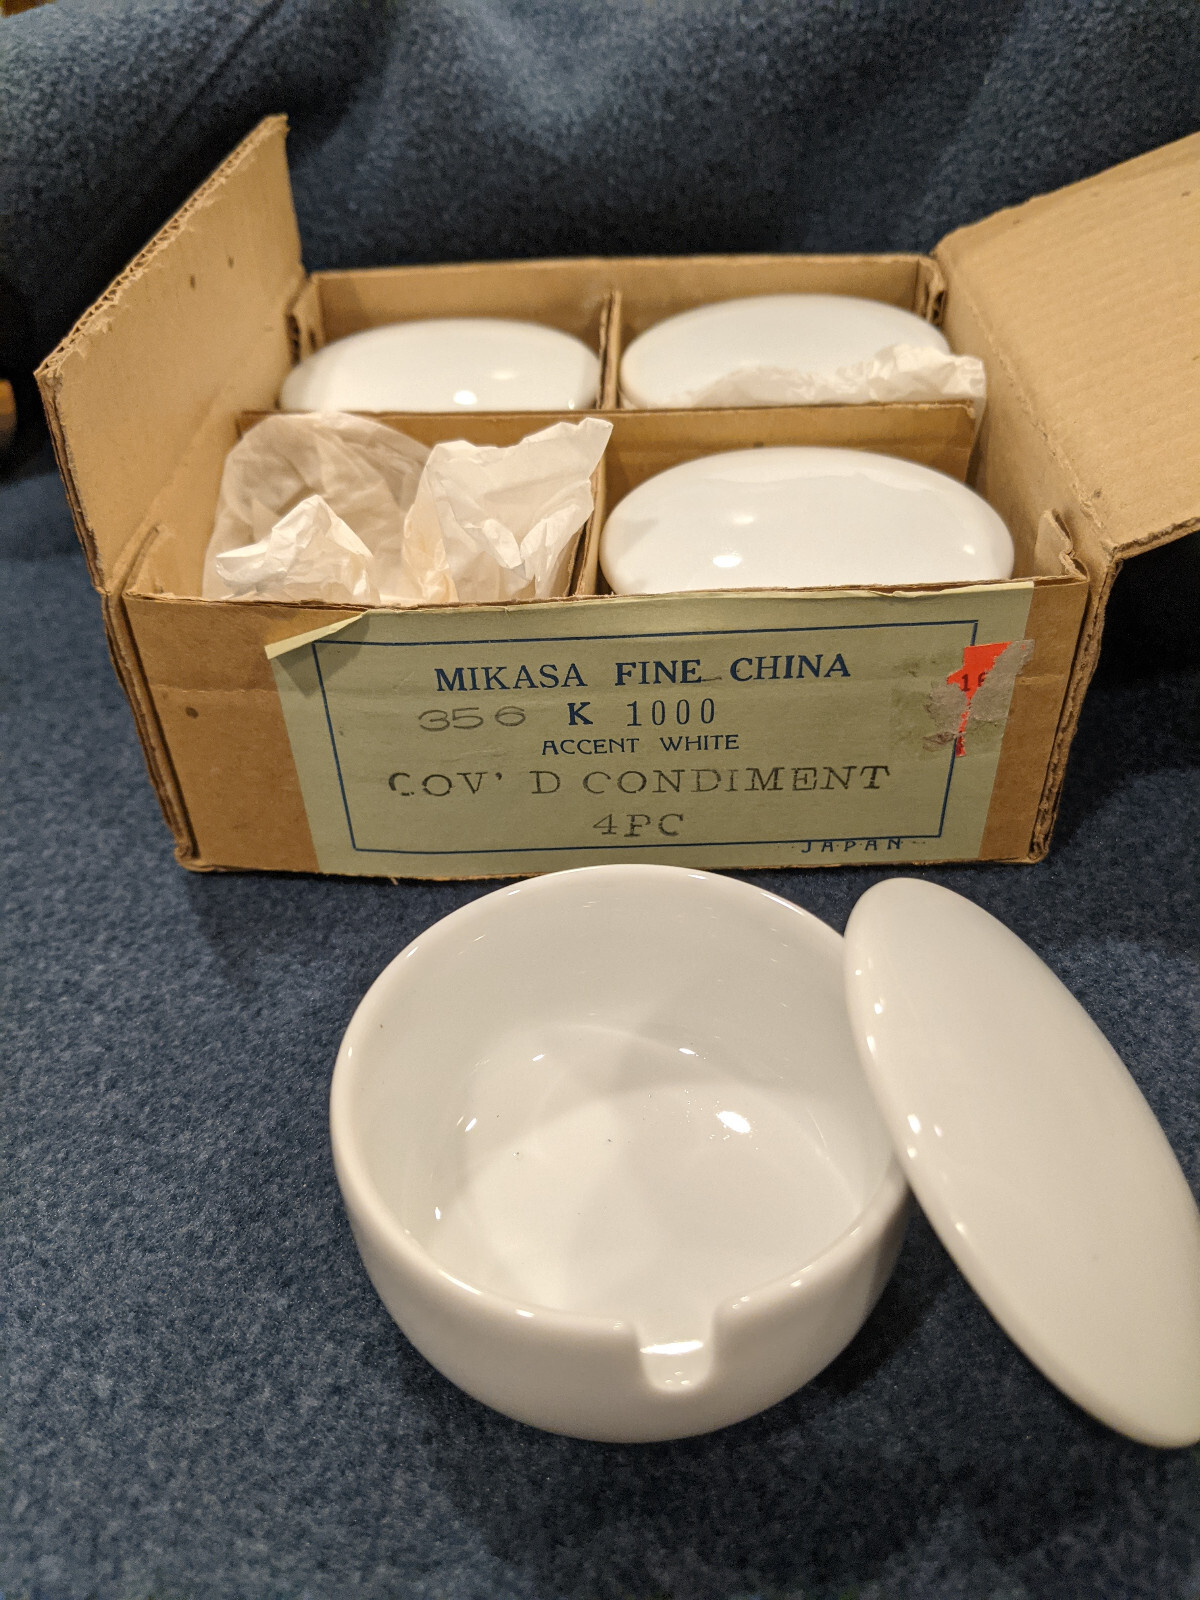 MIKASA FINE CHINA
356 K 1000
ACCENT WHITE
COV' D CONDIMENT
4PC
JAPAN